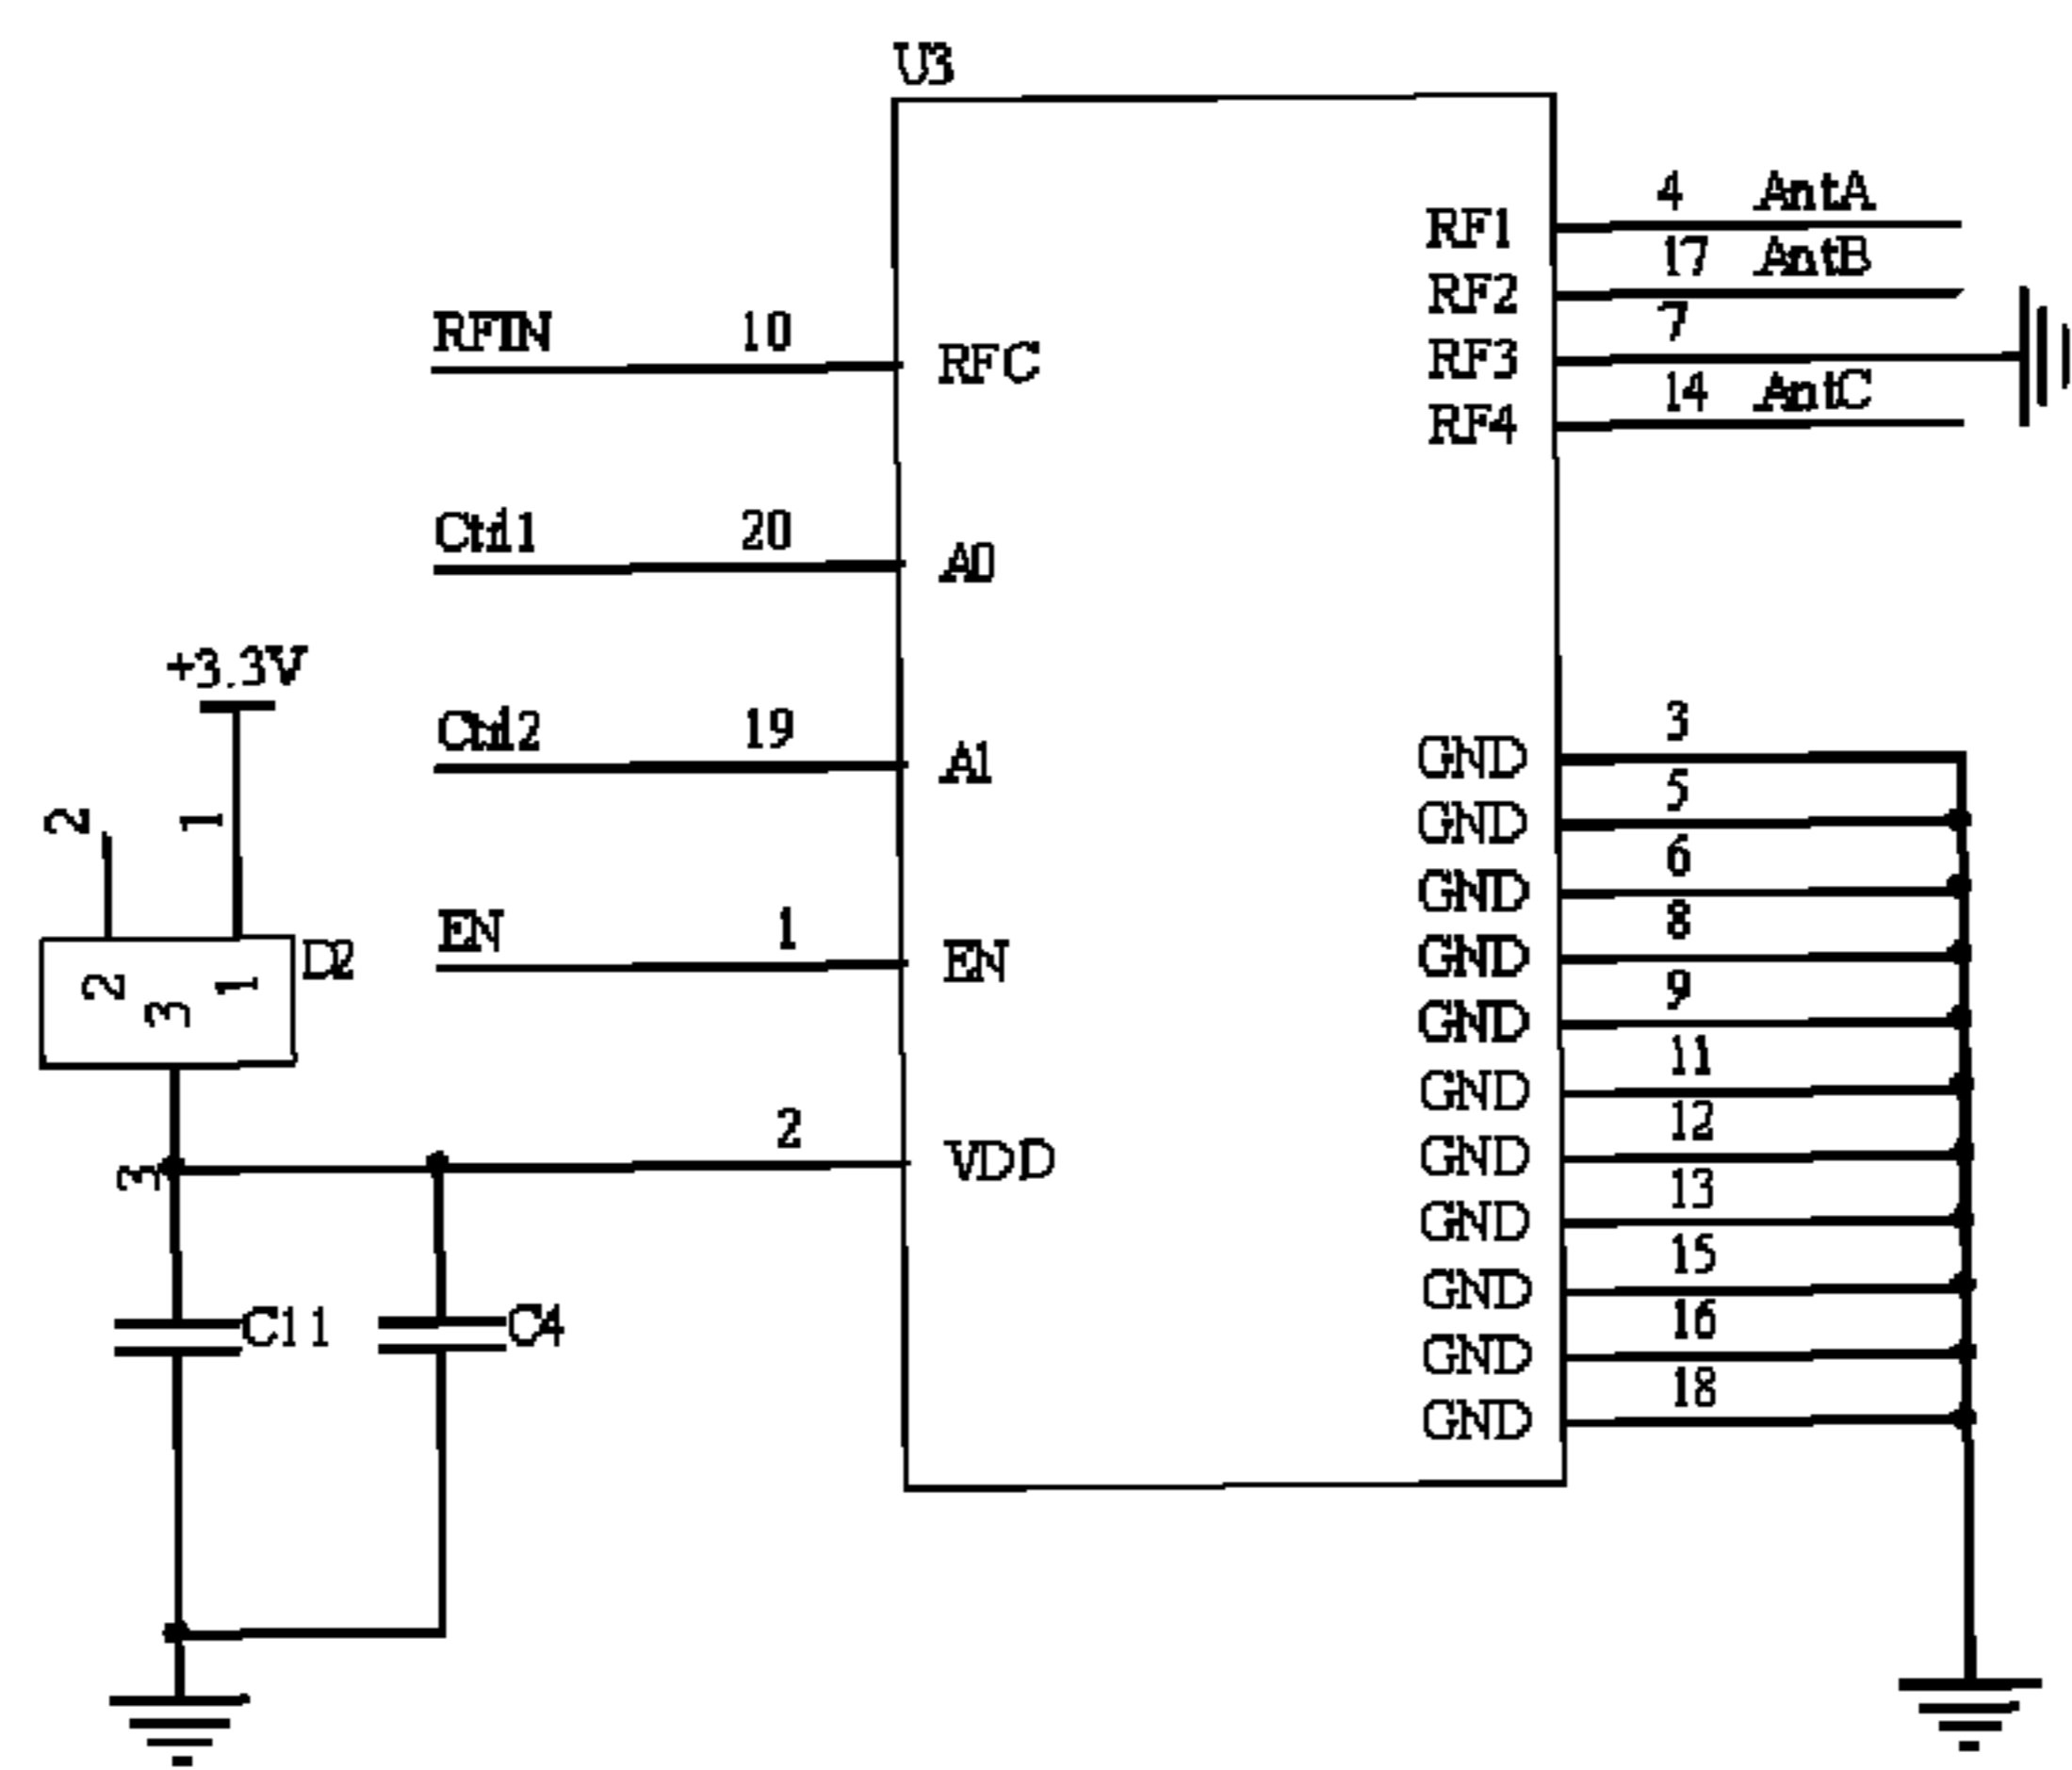 U3
4 AntA
RF1
17 AntB
RF2
7
RF3
14 AntC
RF4
RFIN 10
RFC
Ctrl1 20
A0
+3.3V
Ctrl2 19
A1
2 1
EN 1
EN
D2
2 3 1
3
GND
5
GND
6
GND
8
GND
9
GND
11
GND
12
GND
13
GND
15
GND
16
GND
18
GND
2
VDD
3
C11
C4